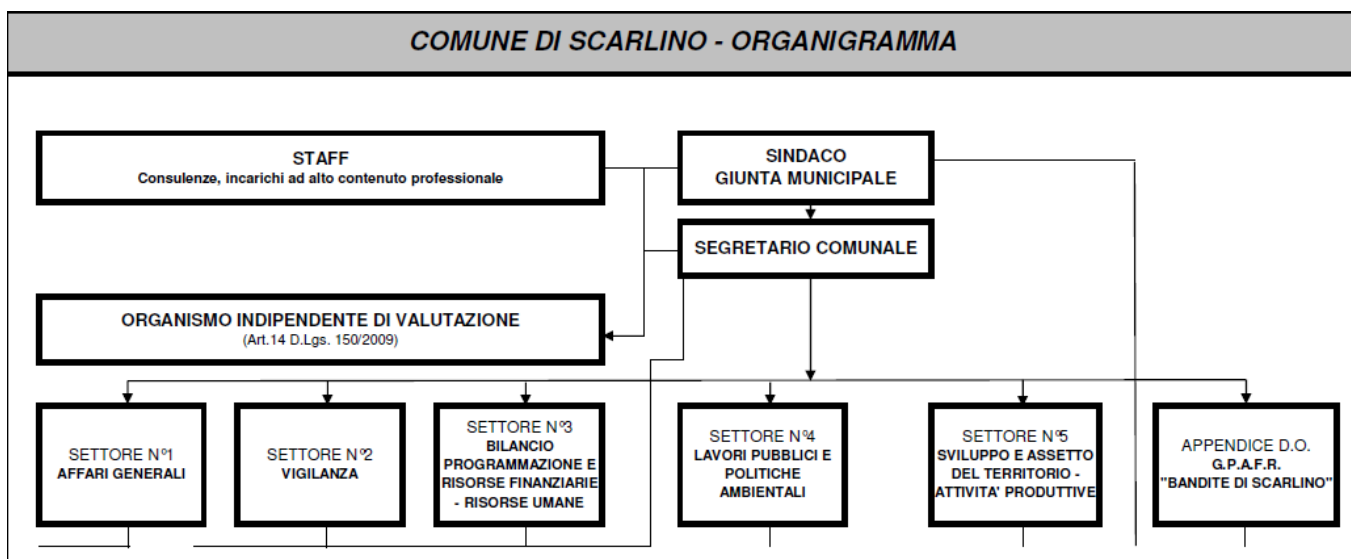 COMUNE DI SCARLINO - ORGANIGRAMMA
STAFF
Consulenze, incarichi ad alto contenuto professionale
SINDACO
GIUNTA MUNICIPALE
SEGRETARIO COMUNALE
ORGANISMO INDIPENDENTE DI VALUTAZIONE
(Art.14 D.Lgs. 150/2009)
SETTORE N°1
AFFARI GENERALI
SETTORE N°2
VIGILANZA
SETTORE N°3
BILANCIO
PROGRAMMAZIONE E
RISORSE FINANZIARIE
- RISORSE UMANE
SETTORE N°4
LAVORI PUBBLICI E
POLITICHE
AMBIENTALI
SETTORE N°5
SVILUPPO E ASSETTO
DEL TERRITORIO -
ATTIVITA' PRODUTTIVE
APPENDICE D.O.
G.P.A.F.R.
"BANDITE DI SCARLINO"